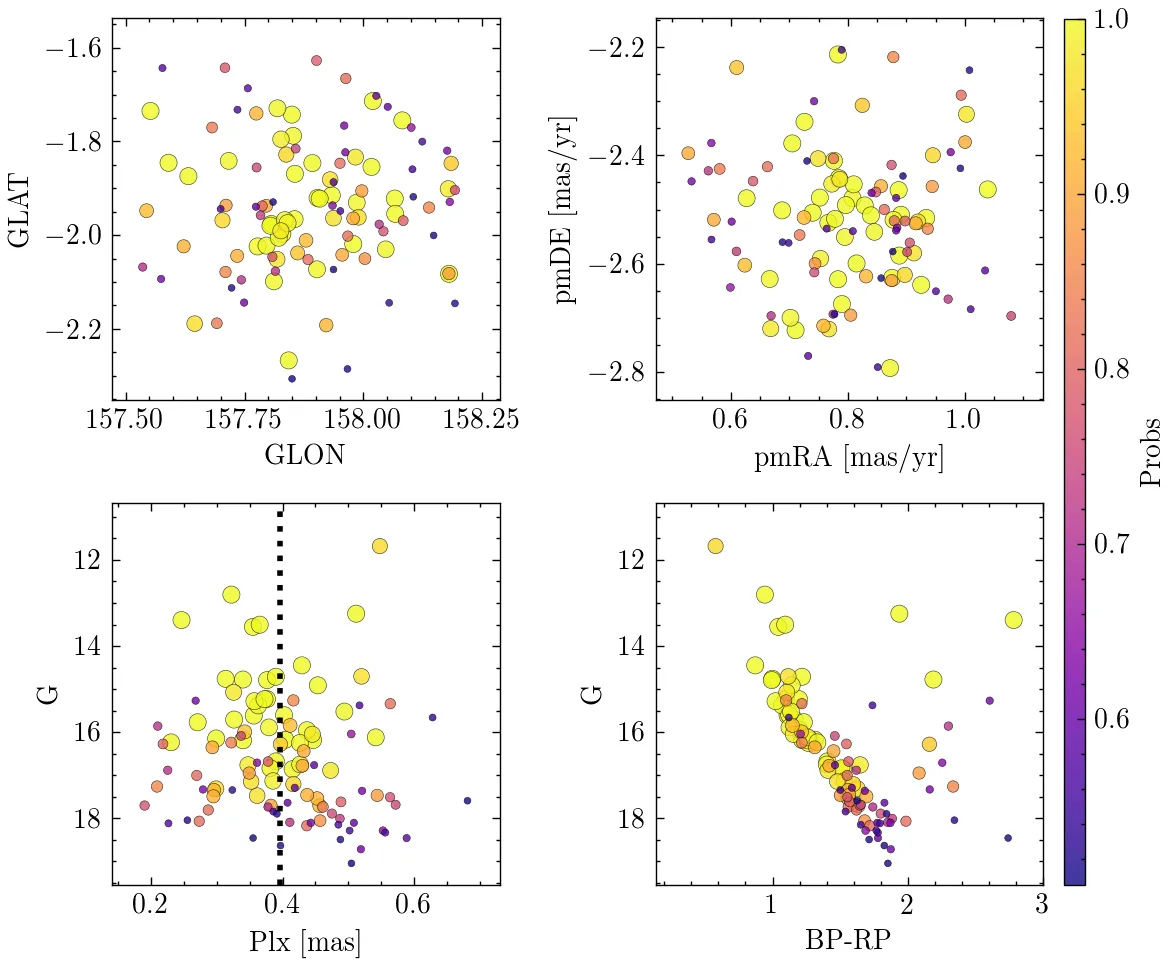 −1.6
−1.8
−2.0
−2.2
GLAT
157.50 157.75 158.00 158.25
GLON
−2.2
−2.4
−2.6
−2.8
pmDE [mas/yr]
0.6 0.8 1.0
pmRA [mas/yr]
1.0
0.9
0.8
0.7
0.6
Probs
12
14
16
18
G
0.2 0.4 0.6
Plx [mas]
12
14
16
18
G
1 2 3
BP-RP